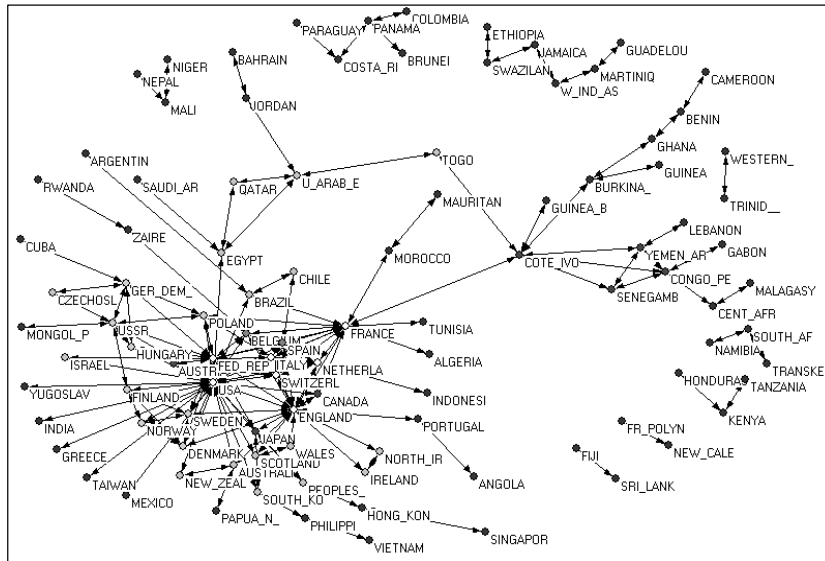 COLOMBIA
PARAGUAY
PANAMA
ETHIOPIA
JAMAICA
GUADELOU
NIGER
BAHRAIN
BRUNEI
COSTA_RI
SWAZILAN
MARTINIQ
NEPAL
CAMEROON
W_IND_AS
MALI
JORDAN
BENIN
GHANA
ARGENTIN
TOGO
WESTERN_
GUINEA
RWANDA
SAUDI_AR
QATAR
U_ARAB_E
BURKINA_
MAURITAN
TRINID__
GUINEA_B
ZAIRE
LEBANON
CUBA
EGYPT
MOROCCO
COTE_IVO
YEMEN_AR
GABON
CHILE
CONGO_PE
GER_DEM_
MALAGASY
CZECHOSL
BRAZIL
SENEGAMB
CENT_AFR
POLAND
MONGOL_P
USSR
BELGIUM
FRANCE
TUNISIA
SOUTH_AF
HUNGARY
SPAIN
NAMIBIA
ISRAEL
AUSTR
FED_REP_
ITALY
NETHERLA
ALGERIA
TRANSKE
SWITZERL
HONDURAS
TANZANIA
YUGOSLAV
USA
FINLAND
CANADA
INDONESI
ENGLAND
INDIA
NORWAY
SWEDEN
PORTUGAL
KENYA
FR_POLYN
GREECE
DENMARK
JAPAN
WALES
NORTH_IR
NEW_CALE
SCOTLAND
FIJI
TAIWAN
NEW_ZEAL
AUSTRALI
IRELAND
ANGOLA
SRI_LANK
MEXICO
SOUTH_KO
PEOPLES_
PAPUA_N_
PHILIPPI
HONG_KON
SINGAPOR
VIETNAM